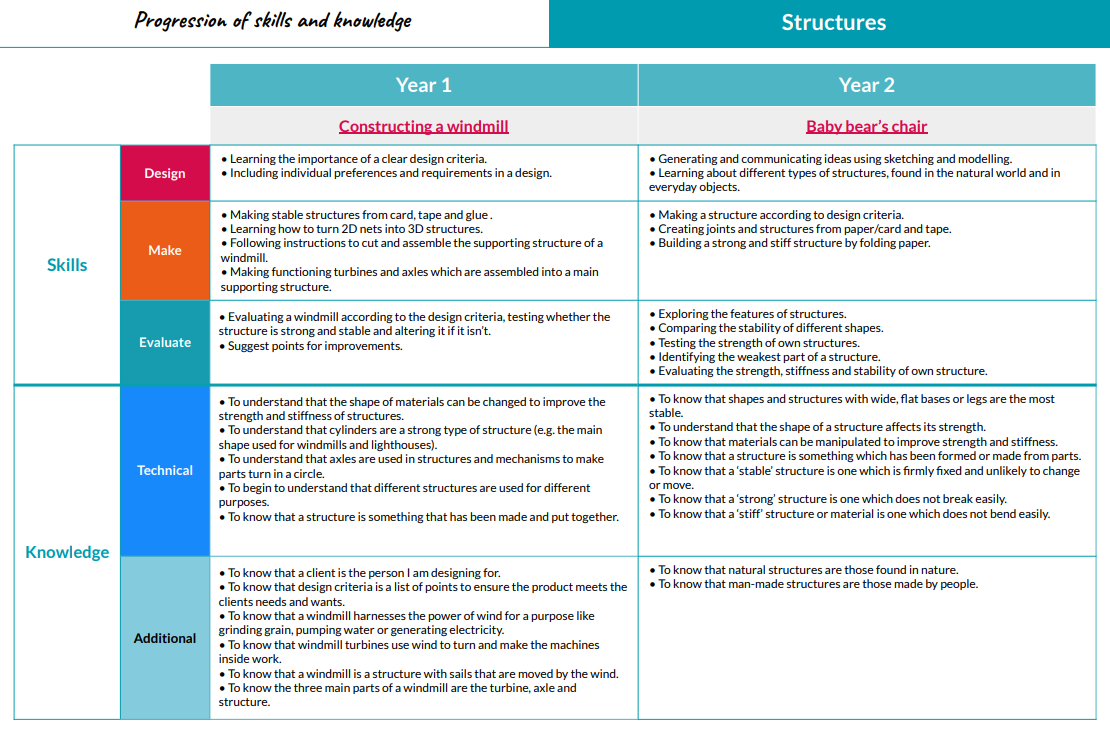 Progression of skills and knowledge
Structures
Year 1
Year 2
Constructing a windmill
Baby bear's chair
Skills
Design
• Learning the importance of a clear design criteria.
• Including individual preferences and requirements in a design.
• Generating and communicating ideas using sketching and modelling.
• Learning about different types of structures, found in the natural world and in
everyday objects.
Make
• Making stable structures from card, tape and glue .
• Learning how to turn 2D nets into 3D structures.
• Following instructions to cut and assemble the supporting structure of a
windmill.
• Making functioning turbines and axles which are assembled into a main
supporting structure.
• Making a structure according to design criteria.
• Creating joints and structures from paper/card and tape.
• Building a strong and stiff structure by folding paper.
Evaluate
• Evaluating a windmill according to the design criteria, testing whether the
structure is strong and stable and altering it if it isn't.
• Suggest points for improvements.
• Exploring the features of structures.
• Comparing the stability of different shapes.
• Testing the strength of own structures.
• Identifying the weakest part of a structure.
• Evaluating the strength, stiffness and stability of own structure.
Knowledge
Technical
• To understand that the shape of materials can be changed to improve the
strength and stiffness of structures.
• To understand that cylinders are a strong type of structure (e.g. the main
shape used for windmills and lighthouses).
• To understand that axles are used in structures and mechanisms to make
parts turn in a circle.
• To begin to understand that different structures are used for different
purposes.
• To know that a structure is something that has been made and put together.
• To know that shapes and structures with wide, flat bases or legs are the most
stable.
• To understand that the shape of a structure affects its strength.
• To know that materials can be manipulated to improve strength and stiffness.
• To know that a structure is something which has been formed or made from parts.
• To know that a 'stable' structure is one which is firmly fixed and unlikely to change
or move.
• To know that a 'strong' structure is one which does not break easily.
• To know that a 'stiff' structure or material is one which does not bend easily.
Additional
• To know that a client is the person I am designing for.
• To know that design criteria is a list of points to ensure the product meets the
clients needs and wants.
• To know that a windmill harnesses the power of wind for a purpose like
grinding grain, pumping water or generating electricity.
• To know that windmill turbines use wind to turn and make the machines
inside work.
• To know that a windmill is a structure with sails that are moved by the wind.
• To know the three main parts of a windmill are the turbine, axle and
structure.
• To know that natural structures are those found in nature.
• To know that man-made structures are those made by people.